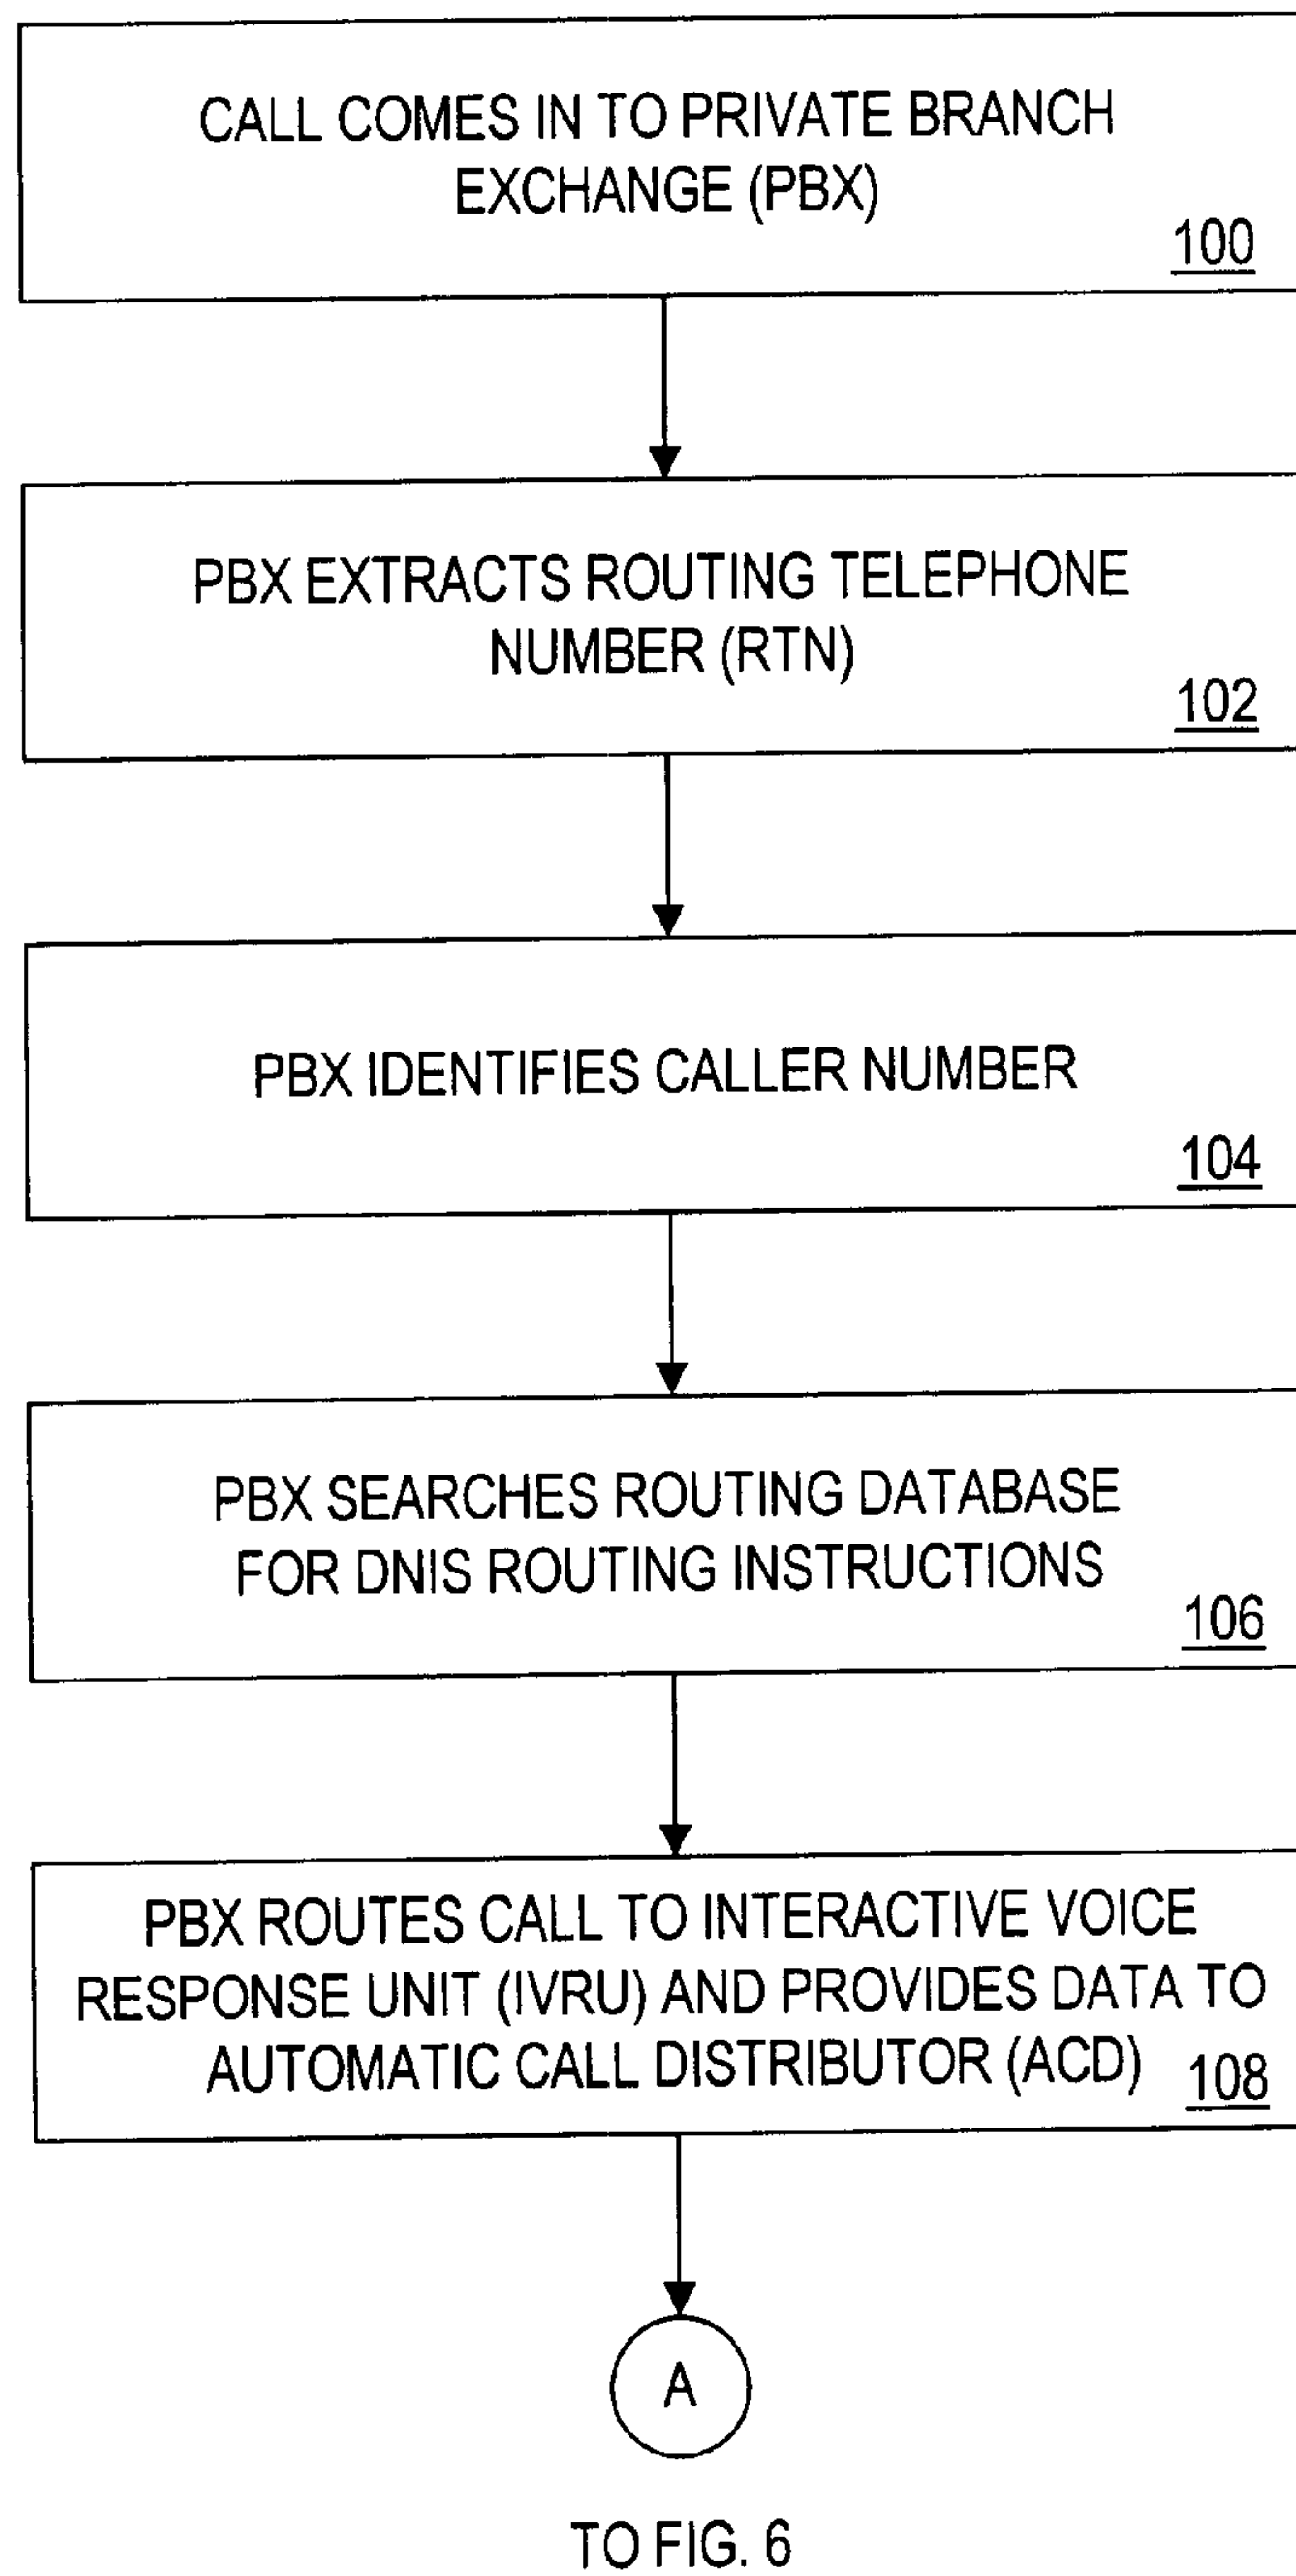 CALL COMES IN TO PRIVATE BRANCH
EXCHANGE (PBX)
100
PBX EXTRACTS ROUTING TELEPHONE
NUMBER (RTN)
102
PBX IDENTIFIES CALLER NUMBER
104
PBX SEARCHES ROUTING DATABASE
FOR DNIS ROUTING INSTRUCTIONS
106
PBX ROUTES CALL TO INTERACTIVE VOICE
RESPONSE UNIT (IVRU) AND PROVIDES DATA TO
AUTOMATIC CALL DISTRIBUTOR (ACD)
108
A
TO FIG. 6